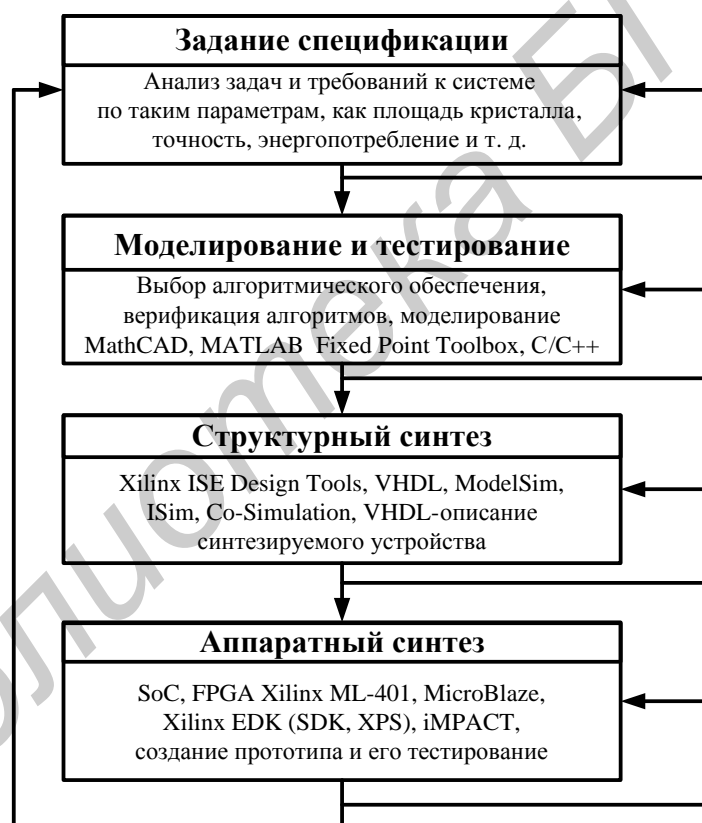 Задание спецификации
Анализ задач и требований к системе
по таким параметрам, как площадь кристалла,
точность, энергопотребление и т. д.
Моделирование и тестирование
Выбор алгоритмического обеспечения,
верификация алгоритмов, моделирование
MathCAD, MATLAB Fixed Point Toolbox, C/C++
Структурный синтез
Xilinx ISE Design Tools, VHDL, ModelSim,
ISim, Co-Simulation, VHDL-описание
синтезируемого устройства
Аппаратный синтез
SoC, FPGA Xilinx ML-401, MicroBlaze,
Xilinx EDK (SDK, XPS), iMPACT,
создание прототипа и его тестирование